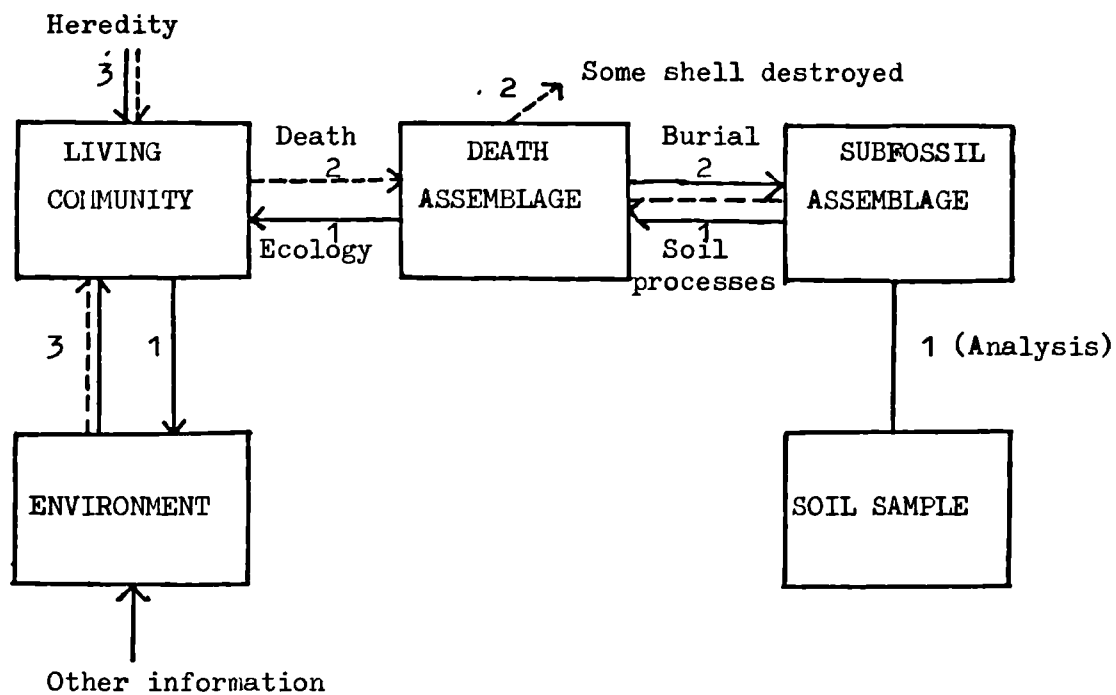 Heredity
3
. 2
Some shell destroyed
LIVING
COMMUNITY
Death
2
1
Ecology
DEATH
ASSEMBLAGE
Burial
2
1
Soil
processes
SUBFOSSIL
ASSEMBLAGE
3
1
1 (Analysis)
ENVIRONMENT
SOIL SAMPLE
Other information